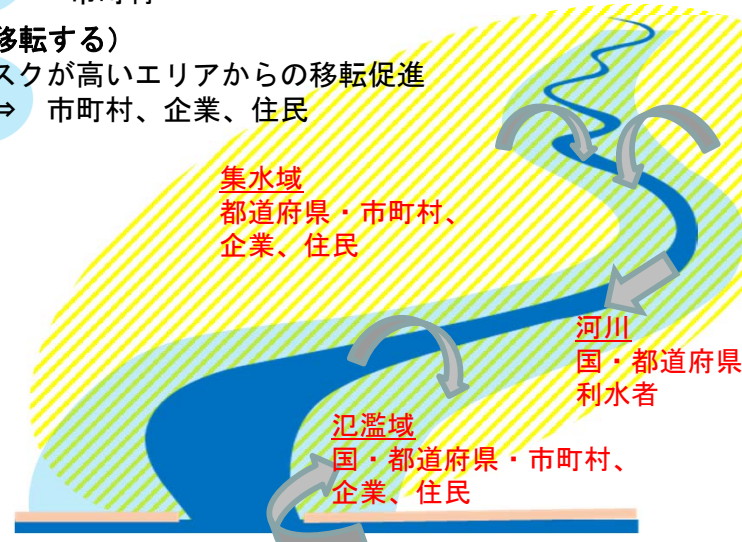 移転する）
スクが高いエリアからの移転促進
⇒ 市町村、企業、住民
集水域
都道府県・市町村、
企業、住民
河川
国・都道府県
利水者
氾濫域
国・都道府県・市町村、
企業、住民